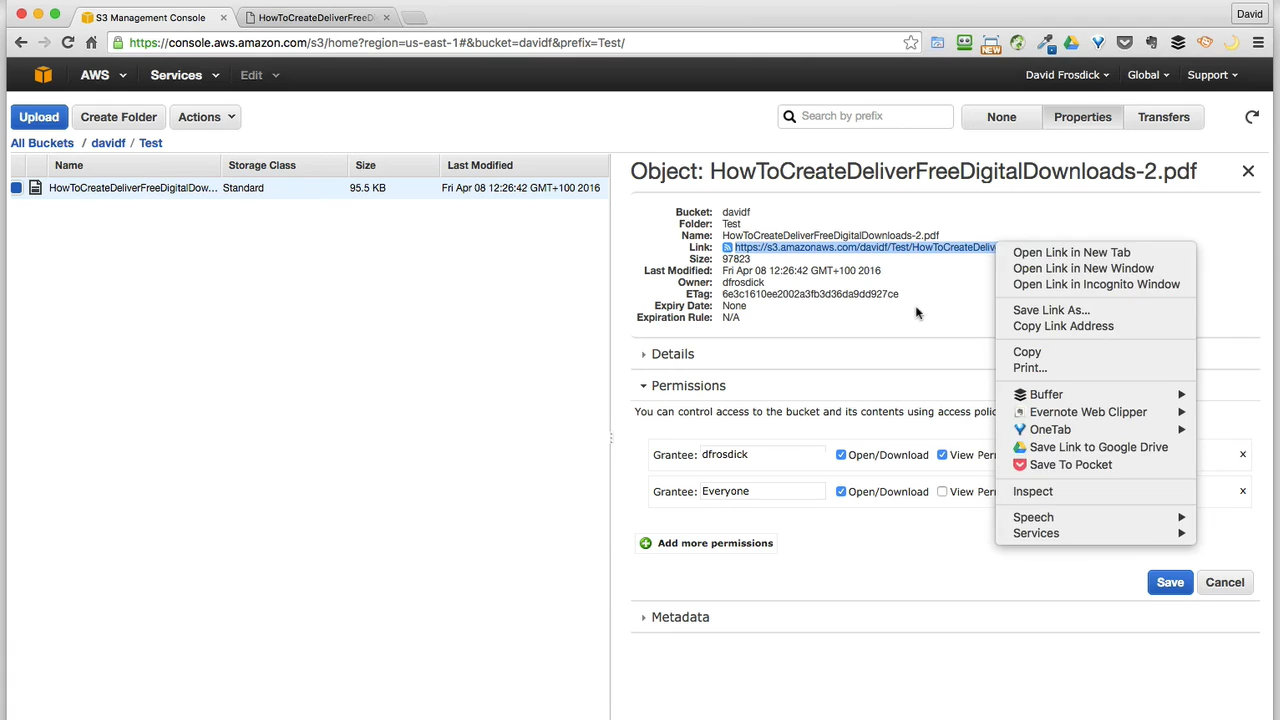 S3 Management Console
HowToCreateDeliverFreeD
David
https://console.aws.amazon.com/s3/home?region=us-east-1#&bucket=davidf&prefix=Test/
NEW
AWS Services Edit
David Frosdick Global Support
Upload Create Folder Actions
Search by prefix
None Properties Transfers
All Buckets / davidf / Test
Name Storage Class Size Last Modified
HowToCreateDeliverFreeDigitalDow... Standard 95.5 KB Fri Apr 08 12:26:42 GMT+100 2016
Object: HowToCreateDeliverFreeDigitalDownloads-2.pdf
Bucket: davidf
Folder: Test
Name: HowToCreateDeliverFreeDigitalDownloads-2.pdf
Link: https://s3.amazonaws.com/davidf/Test/HowToCreateDelive
Size: 97823
Last Modified: Fri Apr 08 12:26:42 GMT+100 2016
Owner: dfrosdick
ETag: 6e3c1610ee2002a3fb3d36da9dd927ce
Expiry Date: None
Expiration Rule: N/A
Details
Permissions
You can control access to the bucket and its contents using access polic
Grantee: dfrosdick Open/Download View Perm x
Grantee: Everyone Open/Download View Perm x
Add more permissions
Save Cancel
Metadata
Open Link in New Tab
Open Link in New Window
Open Link in Incognito Window
Save Link As...
Copy Link Address
Copy
Print...
Buffer
Evernote Web Clipper
OneTab
Save Link to Google Drive
Save To Pocket
Inspect
Speech
Services